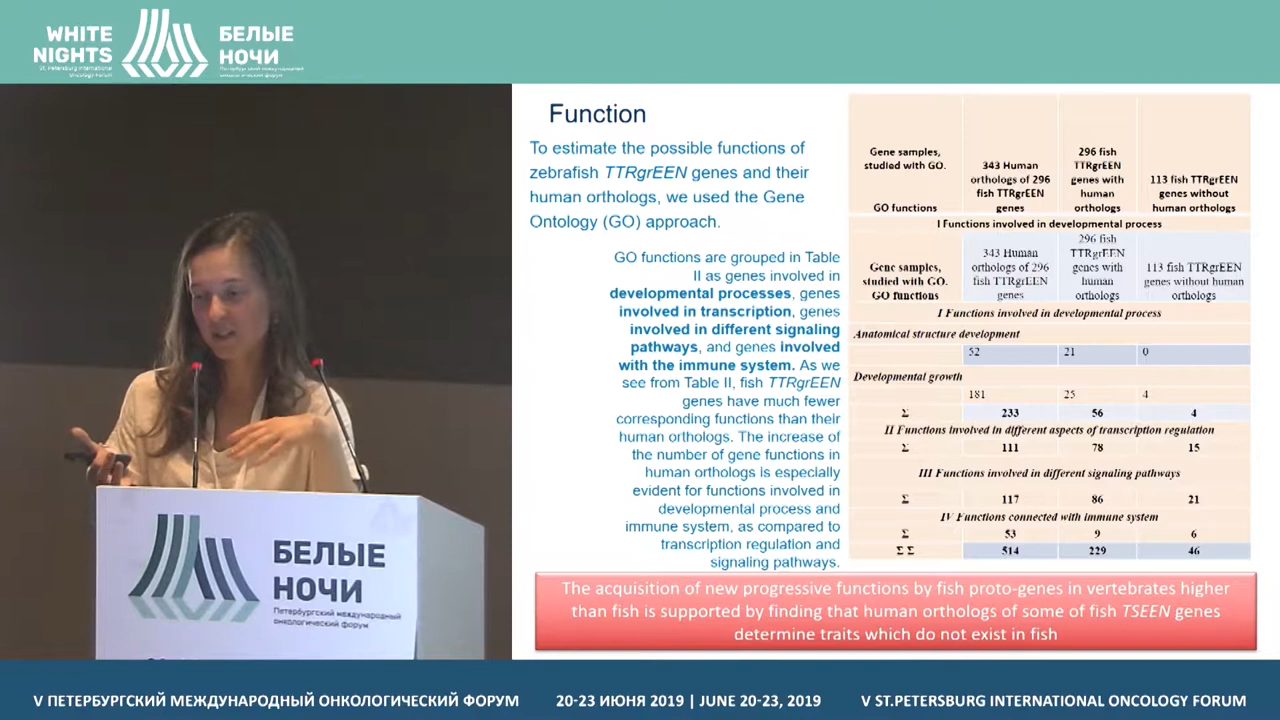 WHITE
NIGHTS
St. Petersburg International
Oncology Forum
БЕЛЫЕ
НОЧИ
Петербургский международный
онкологический форум
Function
To estimate the possible functions of
zebrafish TTRgrEEN genes and their
human orthologs, we used the Gene
Ontology (GO) approach.
GO functions are grouped in Table
II as genes involved in
developmental processes, genes
involved in transcription, genes
involved in different signaling
pathways, and genes involved
with the immune system. As we
see from Table II, fish TTRgrEEN
genes have much fewer
corresponding functions than their
human orthologs. The increase of
the number of gene functions in
human orthologs is especially
evident for functions involved in
developmental process and
immune system, as compared to
transcription regulation and
signaling pathways.
Gene samples,
studied with GO.
GO functions
343 Human
orthologs of 296
fish TTRgrEEN
genes
296 fish
TTRgrEEN
genes with
human
orthologs
113 fish TTRgrEEN
genes without
human orthologs
I Functions involved in developmental process
Gene samples,
studied with GO.
GO functions
343 Human
orthologs of 296
fish TTRgrEEN
genes
296 fish
TTRgrEEN
genes with
human
orthologs
113 fish TTRgrEEN
genes without human
orthologs
I Functions involved in developmental process
Anatomical structure development
52 21 0
Developmental growth
181 25 4
Σ 233 56 4
II Functions involved in different aspects of transcription regulation
Σ 111 78 15
III Functions involved in different signaling pathways
Σ 117 86 21
IV Functions connected with immune system
Σ 53 9 6
Σ Σ 514 229 46
The acquisition of new progressive functions by fish proto-genes in vertebrates higher
than fish is supported by finding that human orthologs of some of fish TSEEN genes
determine traits which do not exist in fish
БЕЛЫЕ
НОЧИ
Петербургский международный
онкологический форум
V ПЕТЕРБУРГСКИЙ МЕЖДУНАРОДНЫЙ ОНКОЛОГИЧЕСКИЙ ФОРУМ 20-23 ИЮНЯ 2019 | JUNE 20-23, 2019 V ST.PETERSBURG INTERNATIONAL ONCOLOGY FORUM